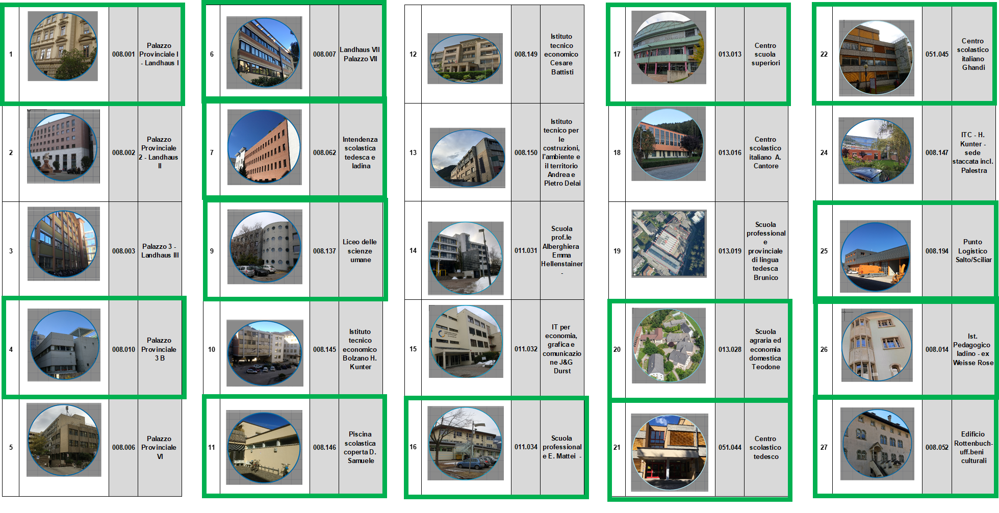 1
008.001
Palazzo
Provinciale I
- Landhaus I
2
008.002
Palazzo
Provinciale
2 - Landhaus
II
3
008.003
Palazzo 3 -
Landhaus III
4
008.010
Palazzo
Provinciale
3 B
5
008.006
Palazzo
Provinciale
VI
6
008.007
Landhaus VII
Palazzo VII
7
008.062
Intendenza
scolastica
tedesca e
ladina
9
008.137
Liceo delle
scienze
umane
10
008.145
Istituto
tecnico
economico
Bolzano H.
Kunter
11
008.146
Piscina
scolastica
coperta D.
Samuele
12
008.149
Istituto
tecnico
economico
Cesare
Battisti
13
008.150
Istituto
tecnico per
le
costruzioni,
l'ambiente e
il territorio
Andrea e
Pietro Delai
14
011.031
Scuola
prof.le
Alberghiera
Emma
Hellenstainer
-
15
011.032
IT per
economia,
grafica e
comunicazio
ne J&G
Durst
16
011.034
Scuola
professional
e E. Mattei -
17
013.013
Centro
scuola
superiori
18
013.016
Centro
scolastico
italiano A.
Cantore
19
013.019
Scuola
professional
e
provinciale
di lingua
tedesca
Brunico
20
013.028
Scuola
agraria ed
economia
domestica
Teodone
21
051.044
Centro
scolastico
tedesco
22
051.045
Centro
scolastico
italiano
Ghandi
24
008.147
ITC - H.
Kunter -
sede
staccata incl.
Palestra
25
008.194
Punto
Logistico
Salto/Sciliar
26
008.014
Ist.
Pedagogico
ladino - ex
Weisse Rose
27
008.052
Edificio
Rottenbuch-
uff.beni
culturali